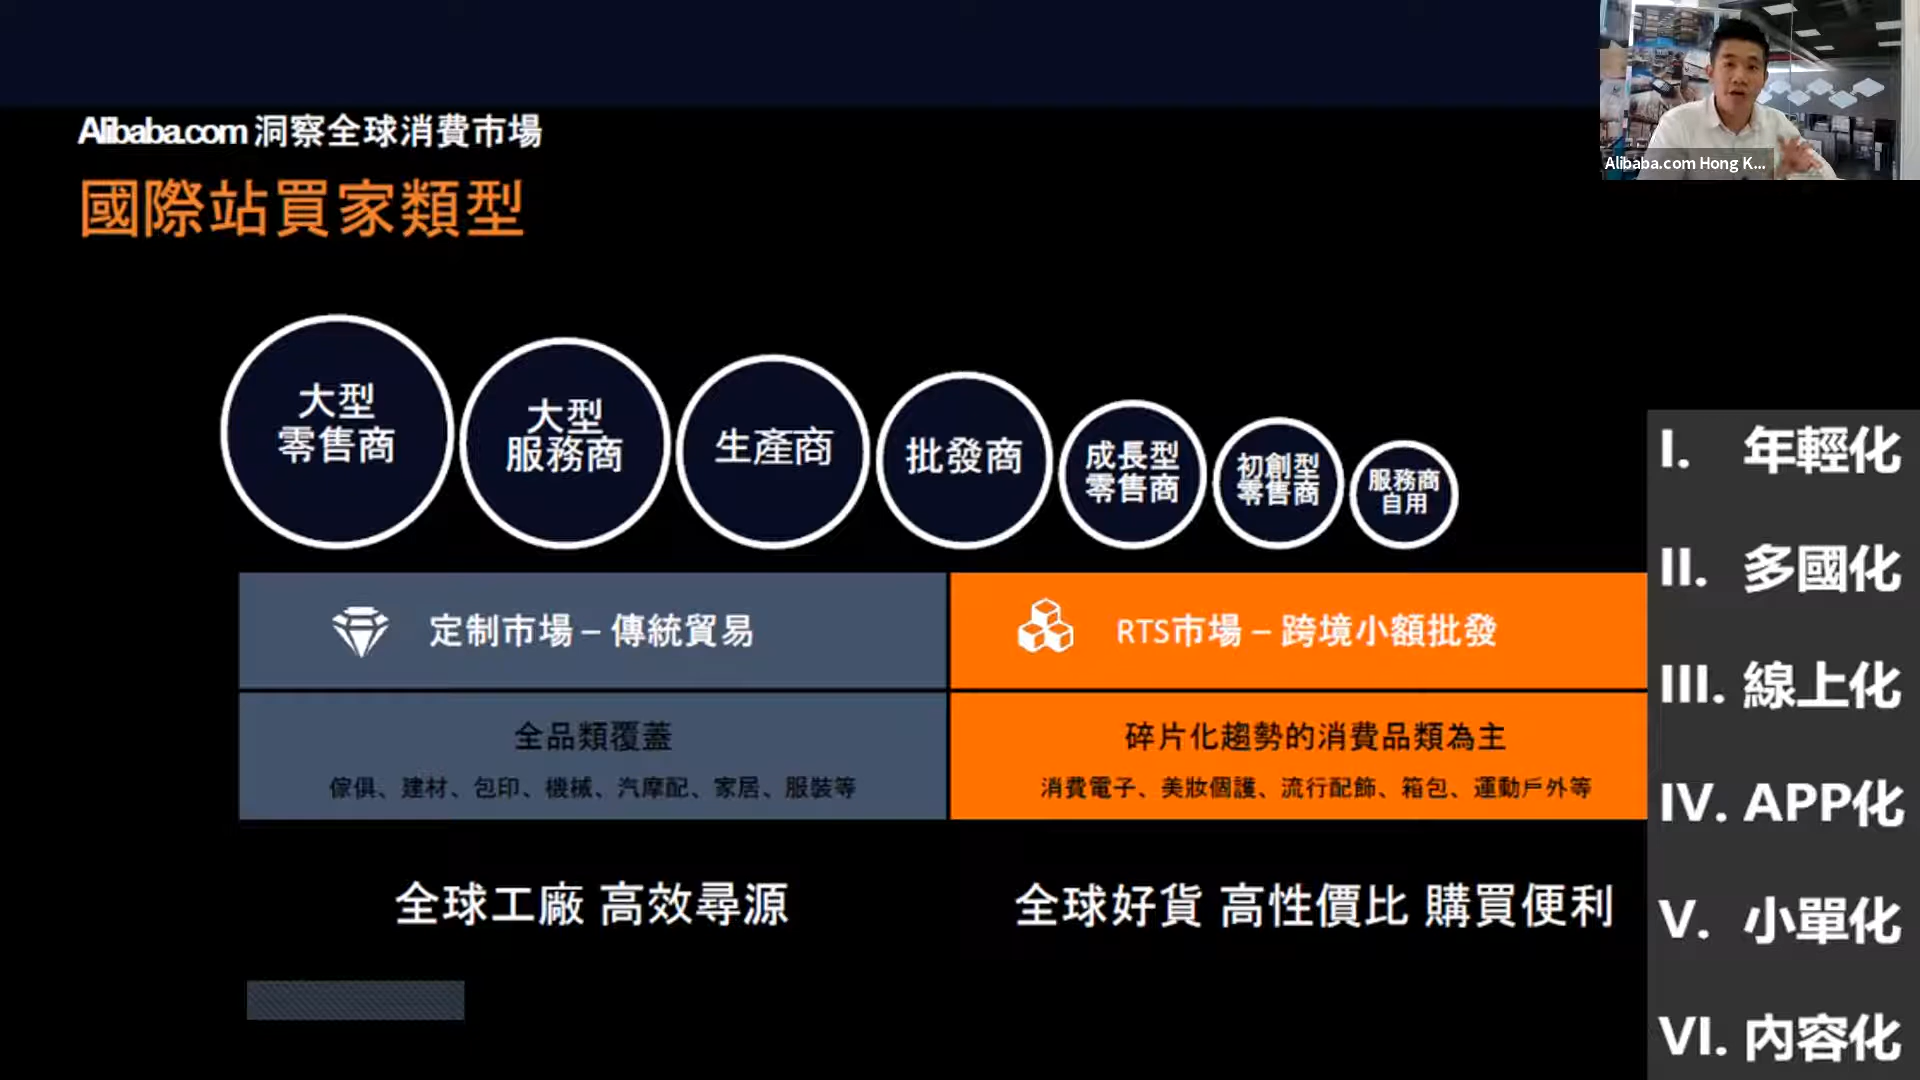 Alibaba.com 洞察全球消費市場
國際站買家類型
Alibaba.com Hong K...
大型
零售商
大型
服務商
生產商
批發商
成長型
零售商
初創型
零售商
服務商
自用
定制市場 – 傳統貿易
RTS市場 – 跨境小額批發
全品類覆蓋
傢俱、建材、包印、機械、汽摩配、家居、服裝等
碎片化趨勢的消費品類為主
消費電子、美妝個護、流行配飾、箱包、運動戶外等
全球工廠 高效尋源
全球好貨 高性價比 購買便利
I. 年輕化
II. 多國化
III. 線上化
IV. APP化
V. 小單化
VI. 內容化